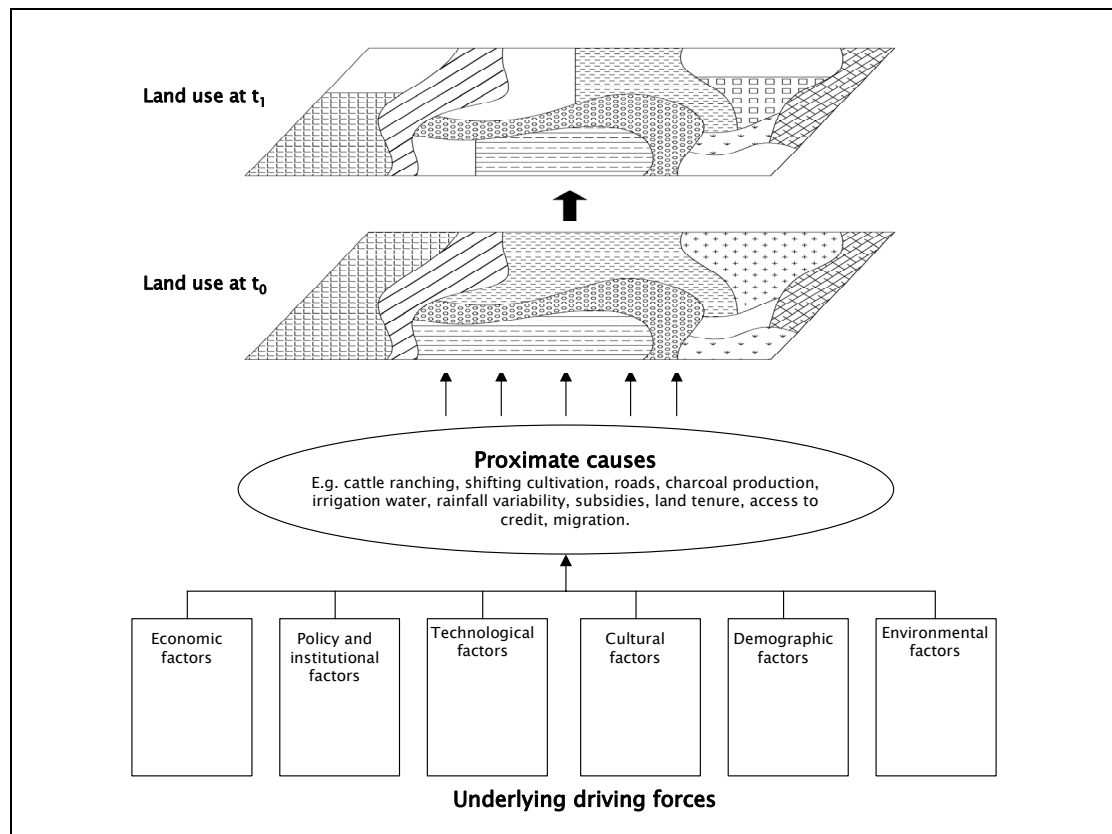 Land use at t1
Land use at t0
Proximate causes
E.g. cattle ranching, shifting cultivation, roads, charcoal production,
irrigation water, rainfall variability, subsidies, land tenure, access to
credit, migration.
Economic
factors
Policy and
institutional
factors
Technological
factors
Cultural
factors
Demographic
factors
Environmental
factors
Underlying driving forces